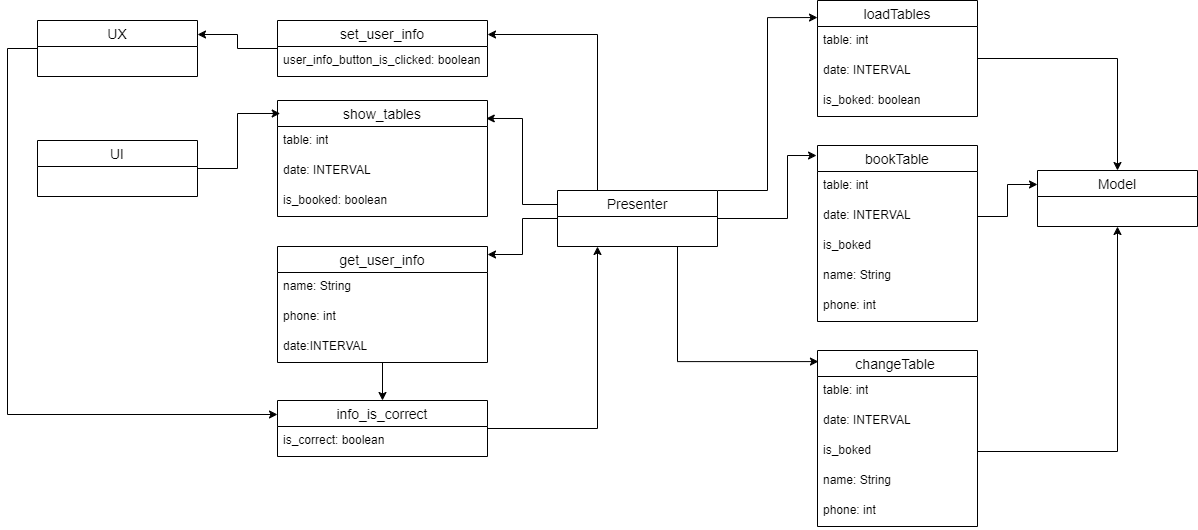 UX
set_user_info
user_info_button_is_clicked: boolean
UI
show_tables
table: int
date: INTERVAL
is_booked: boolean
get_user_info
name: String
phone: int
date:INTERVAL
info_is_correct
is_correct: boolean
Presenter
loadTables
table: int
date: INTERVAL
is_boked: boolean
bookTable
table: int
date: INTERVAL
is_boked
name: String
phone: int
changeTable
table: int
date: INTERVAL
is_boked
name: String
phone: int
Model